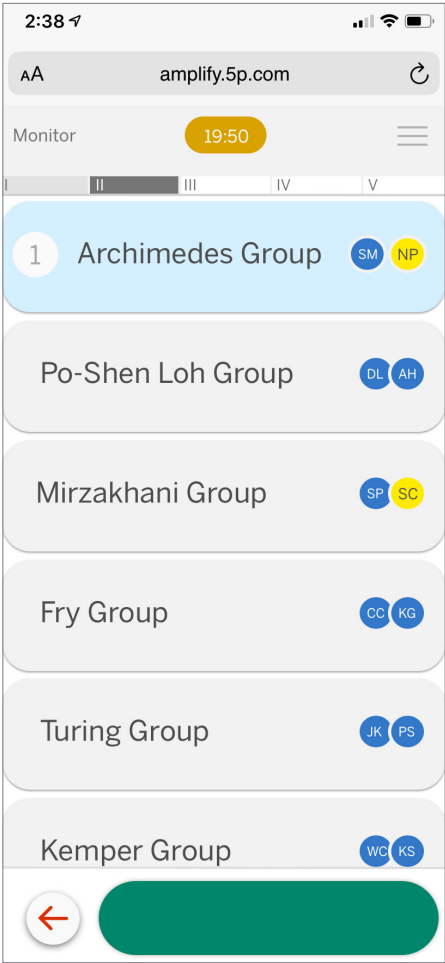 2:38
AA amplify.5p.com
Monitor 19:50
I II III IV V
1 Archimedes Group SM NP
Po-Shen Loh Group DL AH
Mirzakhani Group SP SC
Fry Group CC KG
Turing Group JK PS
Kemper Group WC KS